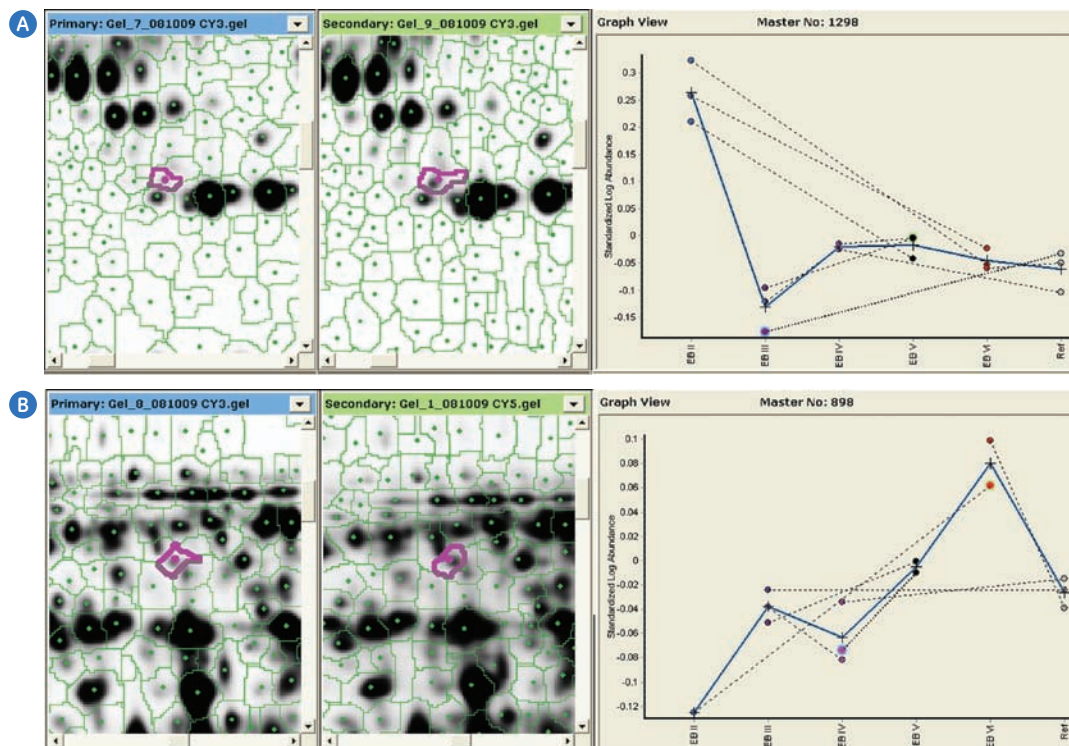 A
Primary: Gel_7_081009 CY3.gel
Secondary: Gel_9_081009 CY3.gel
Graph View Master No: 1298
Standardized Log Abundance
0.3
0.25
0.2
0.15
0.1
0.05
0
-0.05
-0.1
-0.15
EB II
EB III
EB IV
EB V
EB VI
Ref
B
Primary: Gel_8_081009 CY3.gel
Secondary: Gel_1_081009 CY5.gel
Graph View Master No: 898
Standardized Log Abundance
0.1
0.08
0.06
0.04
0.02
0
-0.02
-0.04
-0.06
-0.08
-0.1
-0.12
EB II
EB III
EB IV
EB V
EB VI
Ref